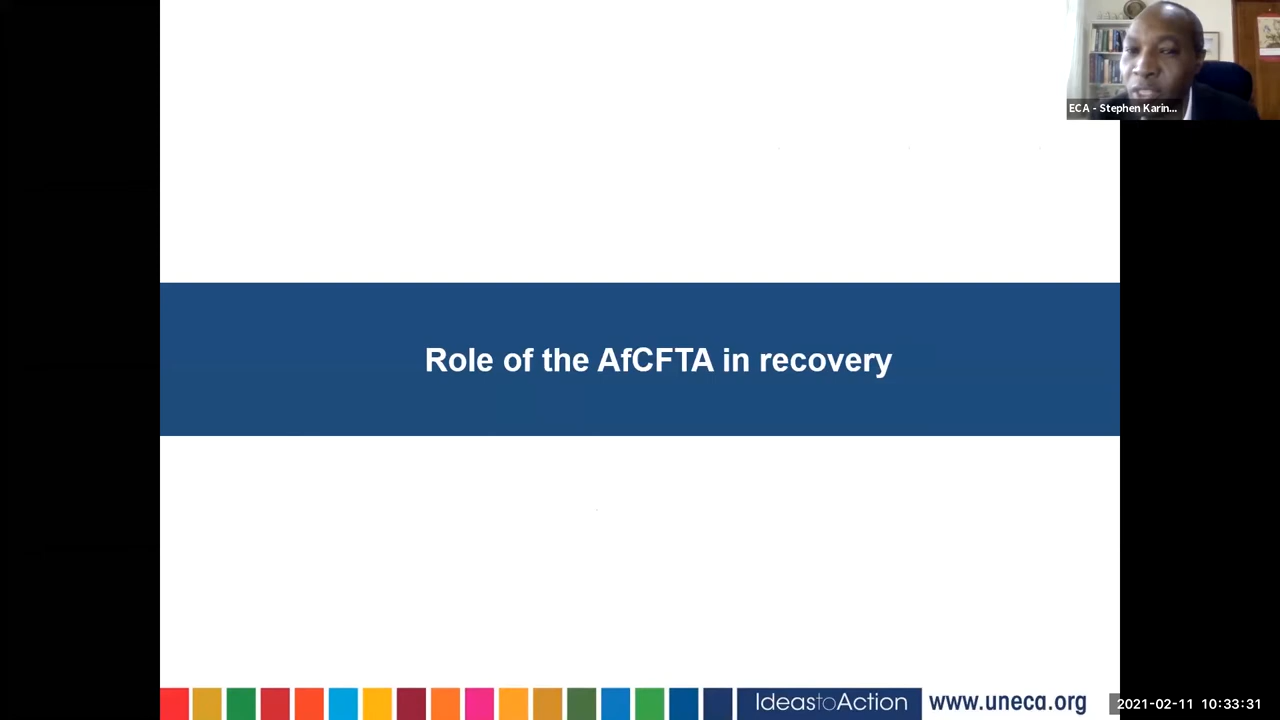 ECA - Stephen Karin...
Role of the AfCFTA in recovery
IdeastoAction
www.uneca.org
2021-02-11 10:33:31